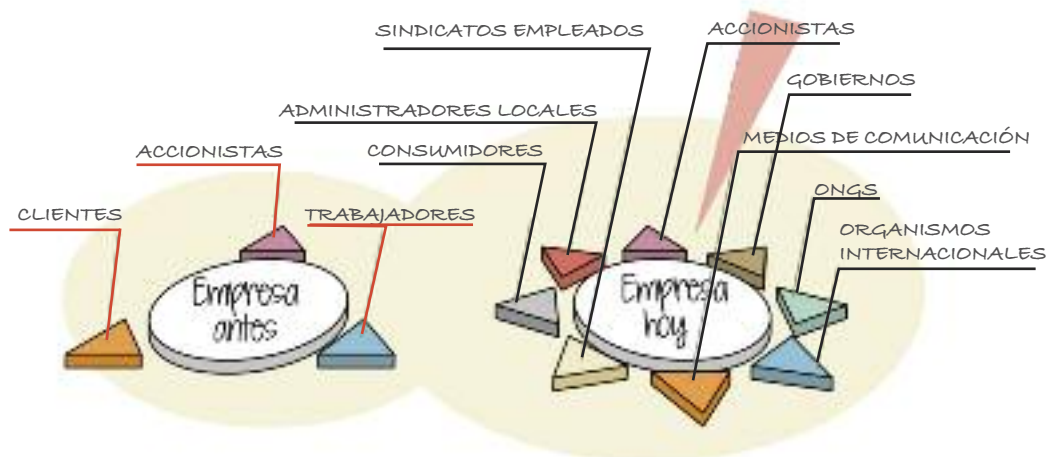 SINDICATOS EMPLEADOS
ACCIONISTAS
GOBIERNOS
ADMINISTRADORES LOCALES
MEDIOS DE COMUNICACIÓN
ACCIONISTAS
CONSUMIDORES
ONGS
CLIENTES
TRABAJADORES
ORGANISMOS
INTERNACIONALES
Empresa
antes
Empresa
hoy